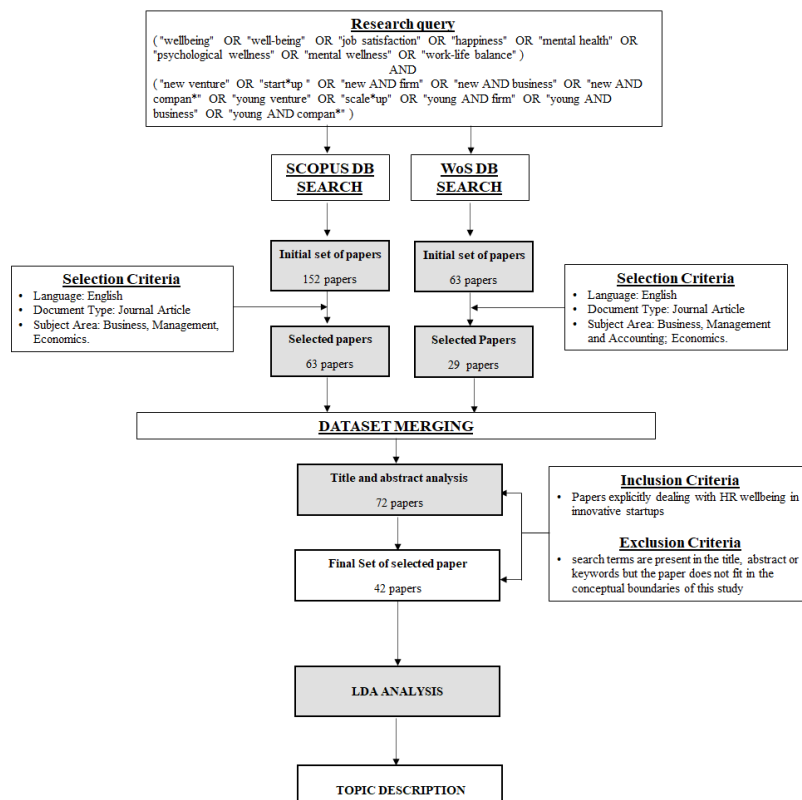 Research query
( "wellbeing" OR "well-being" OR "job satisfaction" OR "happiness" OR "mental health" OR
"psychological wellness" OR "mental wellness" OR "work-life balance" )
AND
( "new venture" OR "start*up " OR "new AND firm" OR "new AND business" OR "new AND
compan*" OR "young venture" OR "scale*up" OR "young AND firm" OR "young AND
business" OR "young AND compan*" )
SCOPUS DB
SEARCH
WoS DB
SEARCH
Initial set of papers
152 papers
Initial set of papers
63 papers
Selection Criteria
• Language: English
• Document Type: Journal Article
• Subject Area: Business, Management,
Economics.
Selection Criteria
• Language: English
• Document Type: Journal Article
• Subject Area: Business, Management
and Accounting; Economics.
Selected papers
63 papers
Selected Papers
29 papers
DATASET MERGING
Title and abstract analysis
72 papers
Inclusion Criteria
• Papers explicitly dealing with HR wellbeing in
innovative startups
Exclusion Criteria
• search terms are present in the title, abstract or
keywords but the paper does not fit in the
conceptual boundaries of this study
Final Set of selected paper
42 papers
LDA ANALYSIS
TOPIC DESCRIPTION